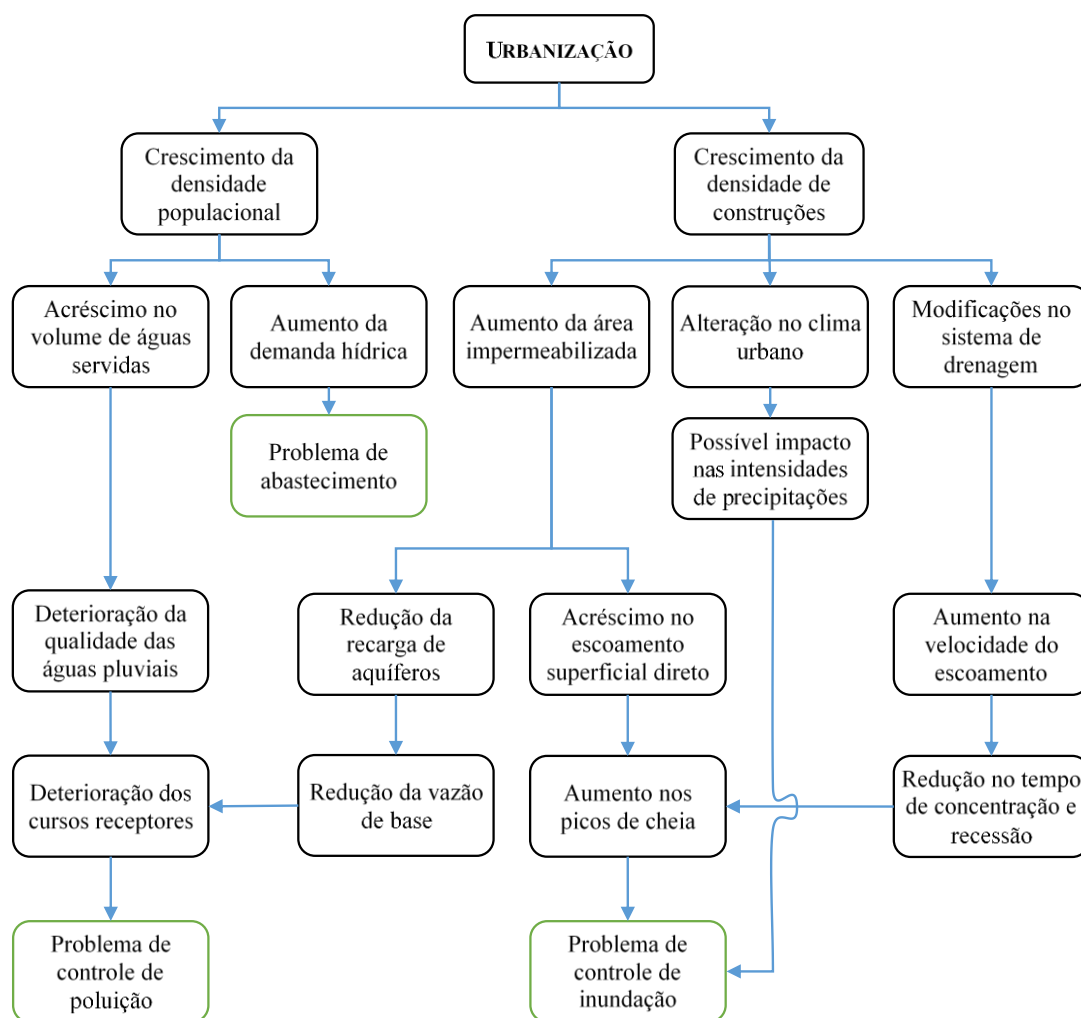 URBANIZAÇÃO
Crescimento da
densidade
populacional
Crescimento da
densidade de
construções
Acréscimo no
volume de águas
servidas
Aumento da
demanda hídrica
Aumento da área
impermeabilizada
Alteração no clima
urbano
Modificações no
sistema de
drenagem
Problema de
abastecimento
Possível impacto
nas intensidades
de precipitações
Deterioração da
qualidade das
águas pluviais
Redução da
recarga de
aquíferos
Acréscimo no
escoamento
superficial direto
Aumento na
velocidade do
escoamento
Deterioração dos
cursos receptores
Redução da vazão
de base
Aumento nos
picos de cheia
Redução no tempo
de concentração e
recessão
Problema de
controle de
poluição
Problema de
controle de
inundação